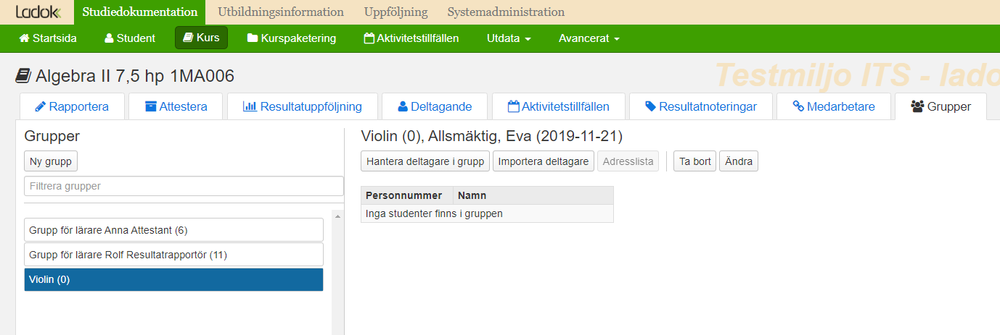 Ladok Studiedokumentation Utbildningsinformation Uppföljning Systemadministration
Startsida Student Kurs Kurspaketering Aktivitetstillfällen Utdata Avancerat
Algebra II 7,5 hp 1MA006
Testmiljo ITS - lado
Rapportera Attestera Resultatuppföljning Deltagande Aktivitetstillfällen Resultatnoteringar Medarbetare Grupper
Grupper
Ny grupp
Filtrera grupper
Grupp för lärare Anna Attestant (6)
Grupp för lärare Rolf Resultatrapportör (11)
Violin (0)
Violin (0), Allsmäktig, Eva (2019-11-21)
Hantera deltagare i grupp Importera deltagare Adresslista Ta bort Ändra
Personnummer Namn
Inga studenter finns i gruppen